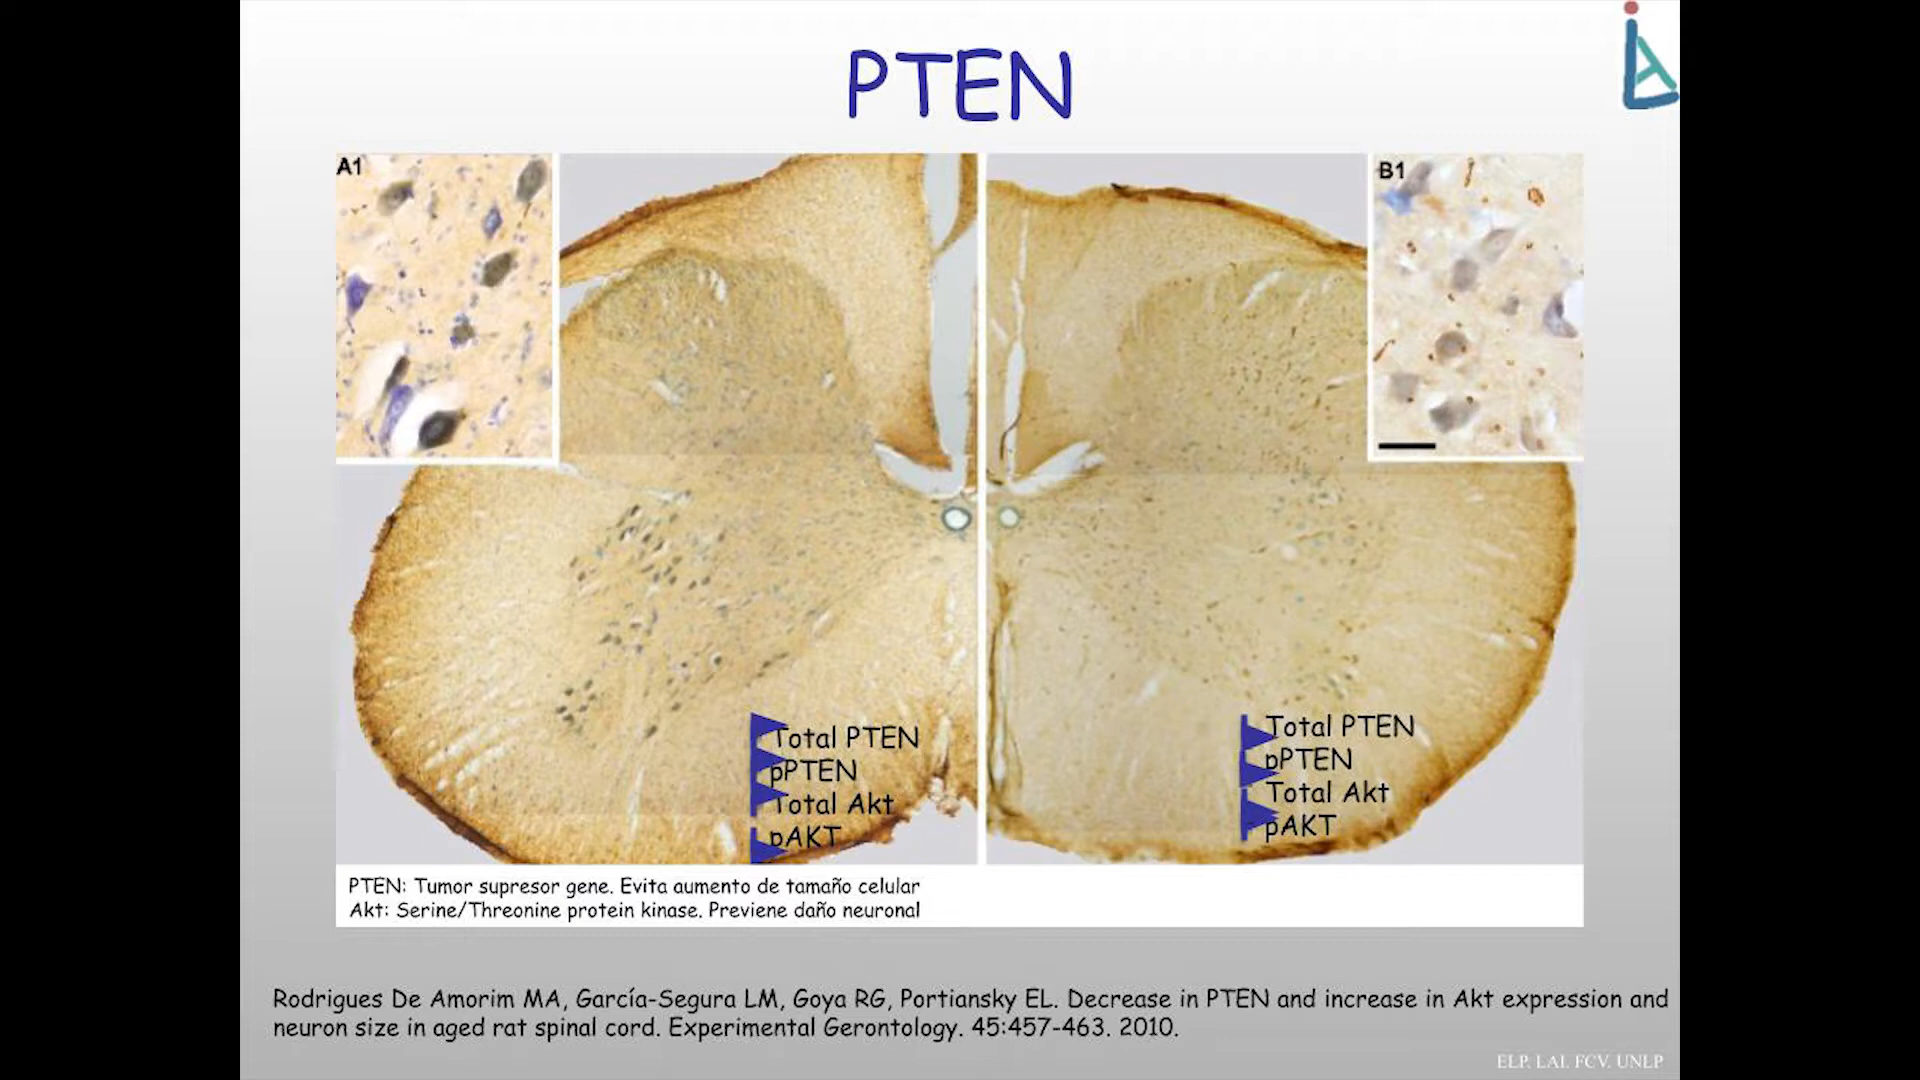 PTEN
A1
B1
Total PTEN
pPTEN
Total Akt
pAKT
Total PTEN
pPTEN
Total Akt
pAKT
PTEN: Tumor supresor gene. Evita aumento de tamaño celular
Akt: Serine/Threonine protein kinase. Previene daño neuronal
Rodrigues De Amorim MA, García-Segura LM, Goya RG, Portiansky EL. Decrease in PTEN and increase in Akt expression and
neuron size in aged rat spinal cord. Experimental Gerontology. 45:457-463. 2010.
ELP. LAI. FCV. UNLP